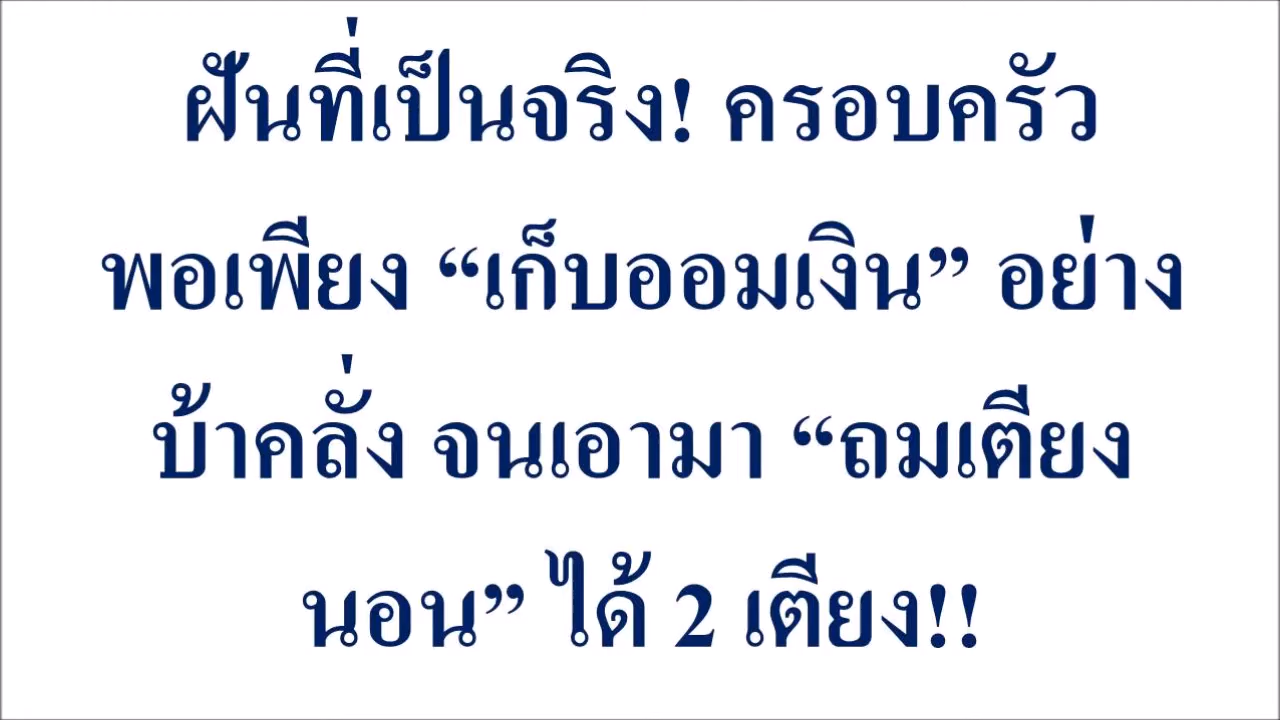 ฝันที่เป็นจริง! ครอบครัว
พอเพียง “เก็บออมเงิน” อย่าง
บ้าคลั่ง จนเอามา “ถมเตียง
นอน” ได้ 2 เตียง!!